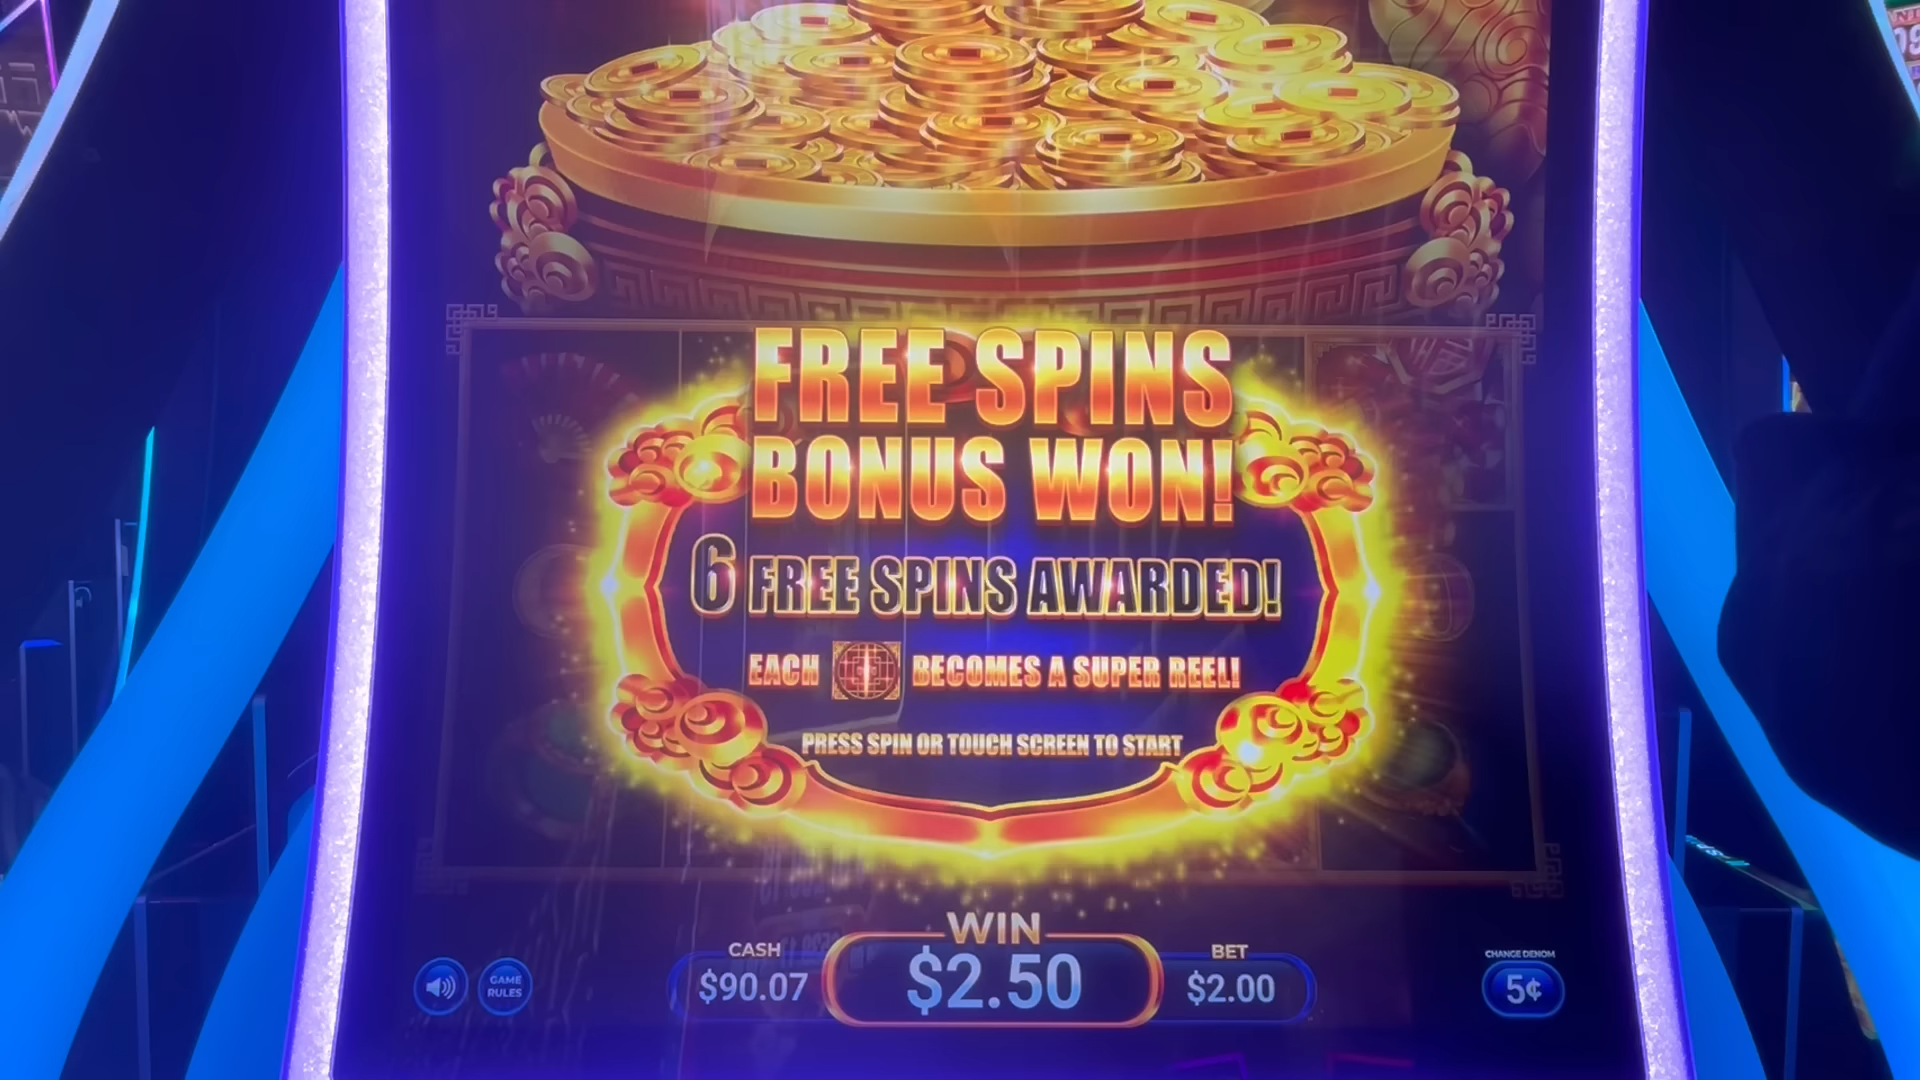 FREE SPINS
BONUS WON!
6 FREE SPINS AWARDED!
EACH BECOMES A SUPER REEL!
PRESS SPIN OR TOUCH SCREEN TO START
WIN
$2.50
CASH
$90.07
BET
$2.00
GAME
RULES
CHANGE DENOM
5¢